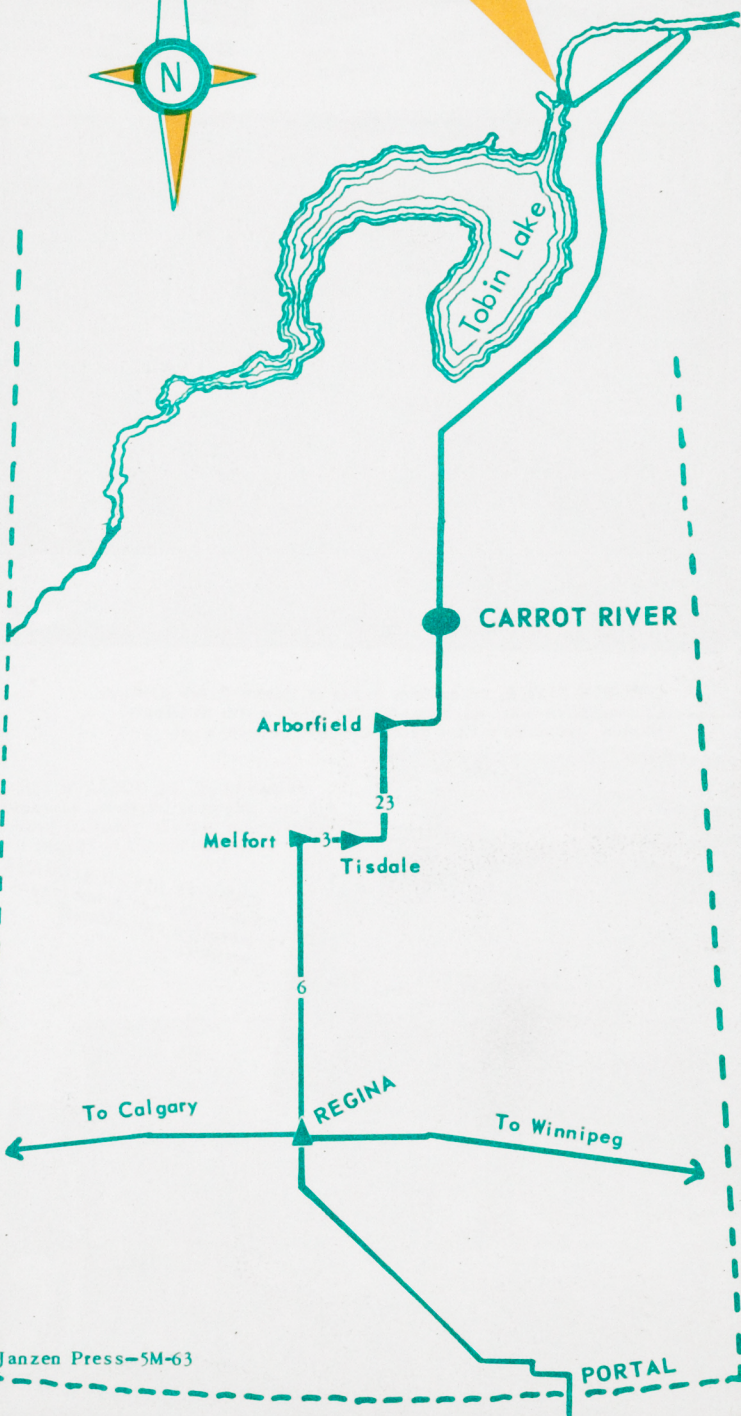 N
Tobin Lake
CARROT RIVER
Arborfield
23
Melfort
3
Tisdale
6
REGINA
To Calgary
To Winnipeg
Janzen Press—5M-63
PORTAL